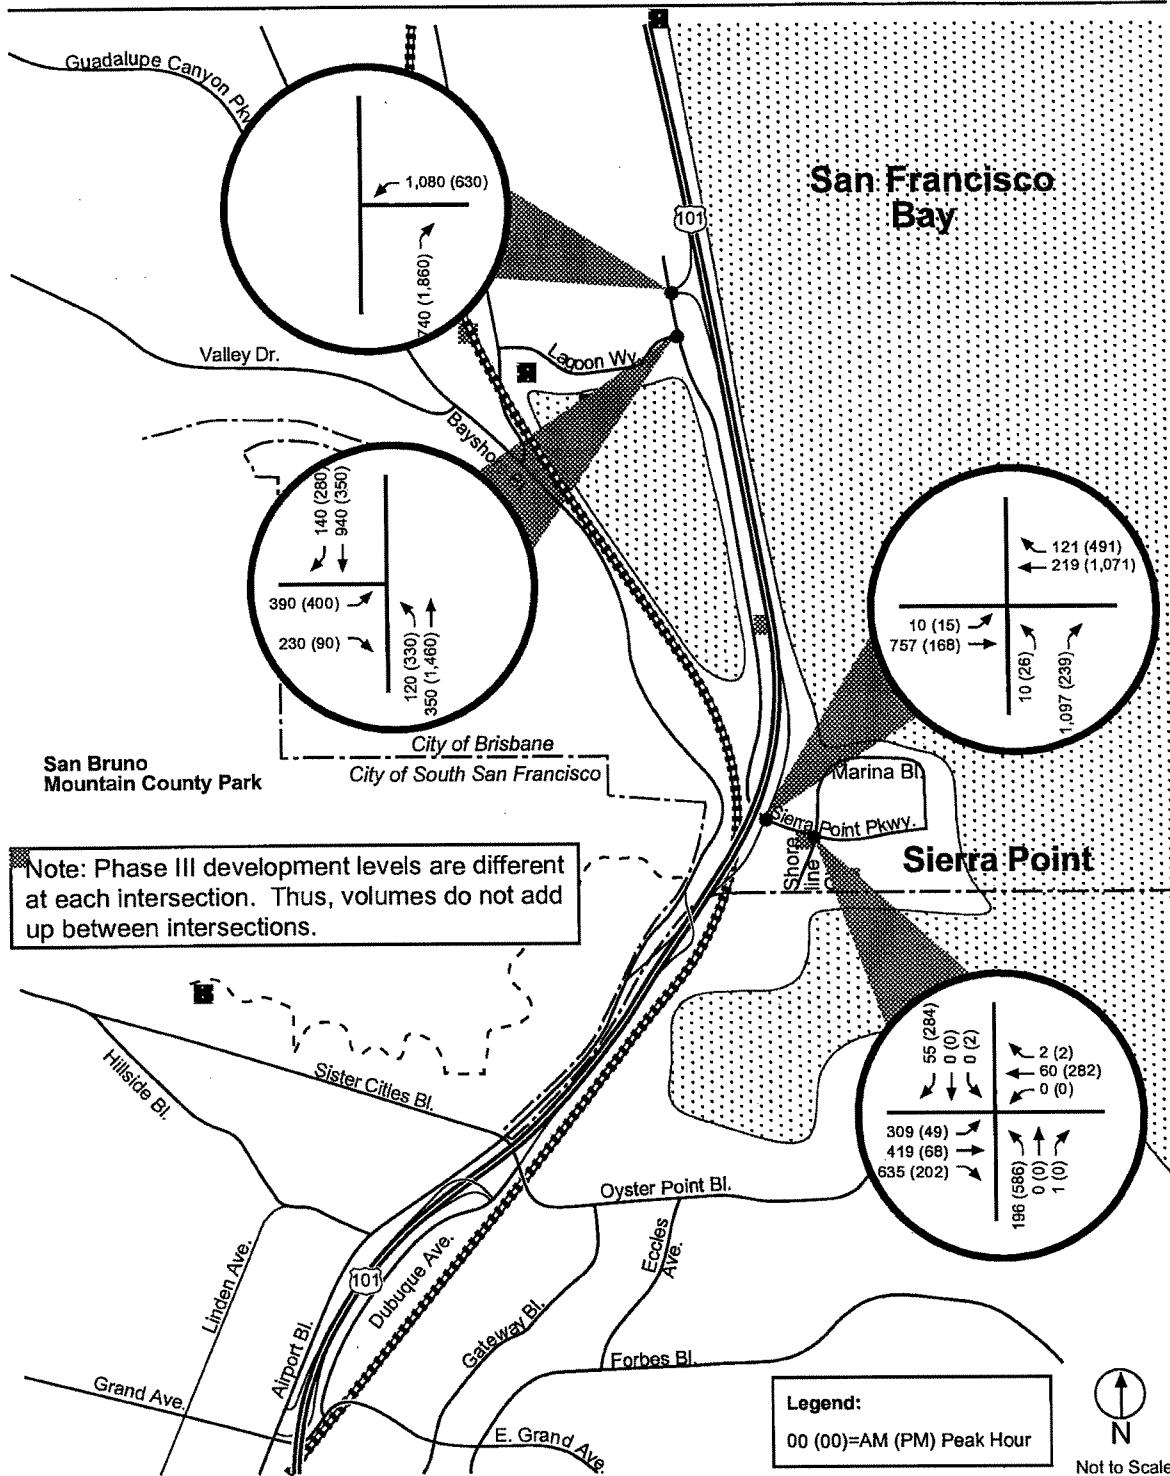 Guadalupe Canyon Pkw
1,080 (630)
740 (1,860)
San Francisco
Bay
101
Valley Dr.
Lagoon Wy.
Baysho
140 (280)
940 (350)
390 (400)
230 (90)
120 (330)
350 (1,460)
121 (491)
219 (1,071)
10 (15)
757 (168)
10 (26)
1,097 (239)
City of Brisbane
City of South San Francisco
San Bruno
Mountain County Park
Marina Bl.
Sierra Point Pkwy.
Shore
line
Sierra Point
Note: Phase III development levels are different
at each intersection. Thus, volumes do not add
up between intersections.
55 (284)
0 (0)
0 (2)
2 (2)
60 (282)
0 (0)
309 (49)
419 (68)
635 (202)
196 (586)
0 (0)
1 (0)
Hillside Bl.
Sister Cities Bl.
Oyster Point Bl.
Eccles
Ave.
Linden Ave.
101
Dubuque Ave.
Airport Bl.
Gateway Bl.
Forbes Bl.
Grand Ave.
E. Grand Ave.
Legend:
00 (00)=AM (PM) Peak Hour
N
Not to Scale